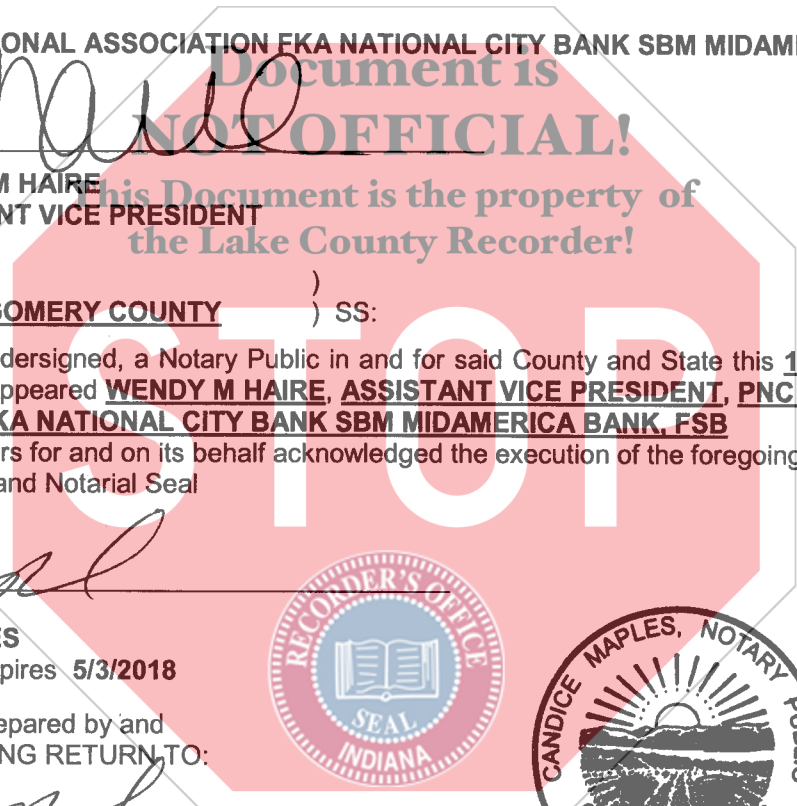 ONAL ASSOCIATION FKA NATIONAL CITY BANK SBM MIDAM
Document is
NOT OFFICIAL!
M HAIRE
This Document is the property of
NT VICE PRESIDENT
the Lake County Recorder!
)
GOMERY COUNTY ) SS:
STOP
dersigned, a Notary Public in and for said County and State this 1
ppeared WENDY M HAIRE, ASSISTANT VICE PRESIDENT, PNC
KA NATIONAL CITY BANK SBM MIDAMERICA BANK, FSB
rs for and on its behalf acknowledged the execution of the foregoing
and Notarial Seal
RECORDER'S OFFICE
SEAL
INDIANA
ES
pires 5/3/2018
CANDICE MAPLES, NOTARY PUBLIC
epared by and
NG RETURN TO: